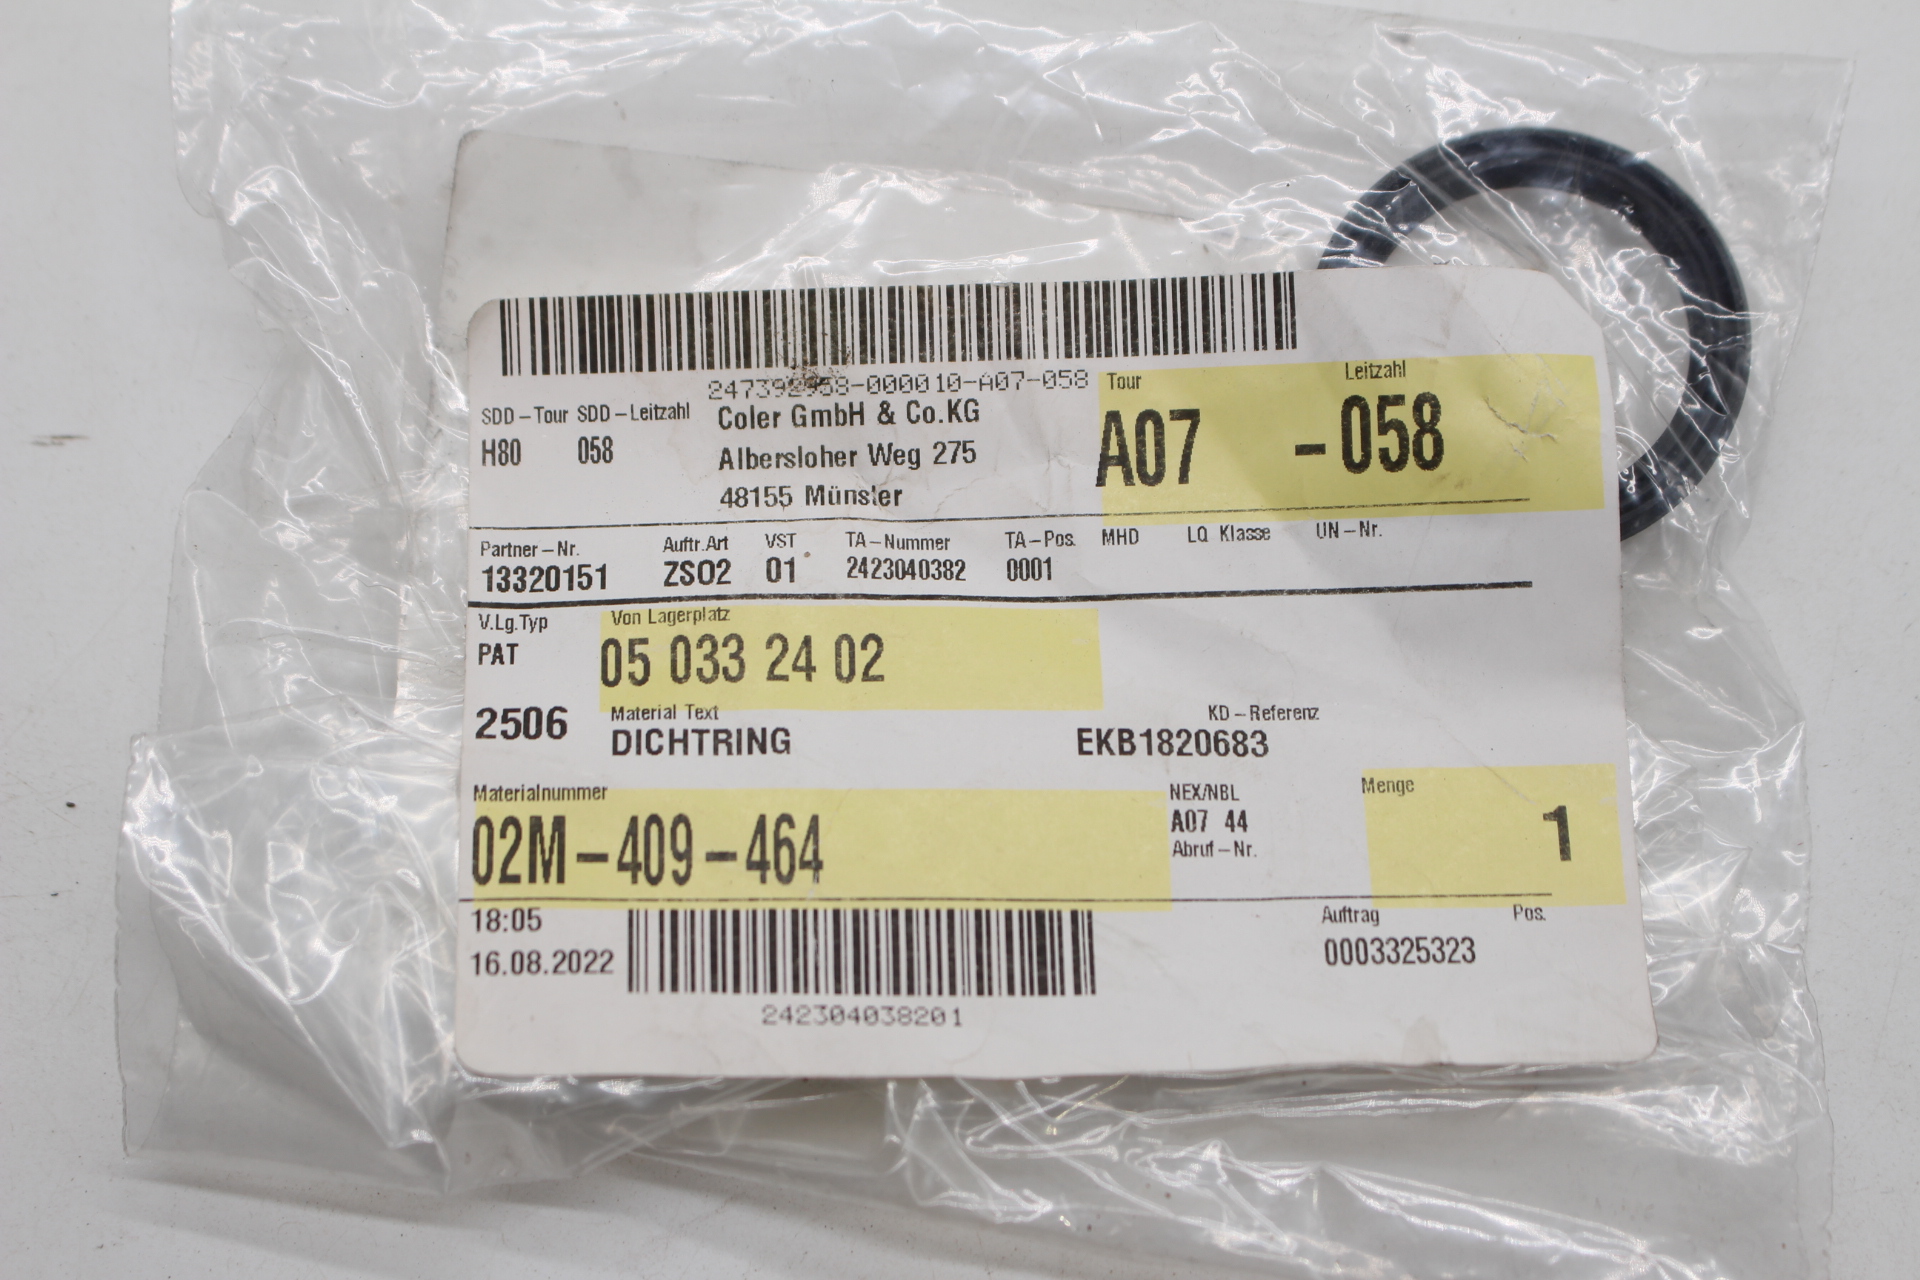 247392958-000010-A07-058
SDD-Tour SDD-Leitzahl
H80 058
Coler GmbH & Co.KG
Albersloher Weg 275
48155 Münster
Tour Leitzahl
A07 -058
Partner-Nr. Auftr.Art VST TA-Nummer TA-Pos. MHD LQ Klasse UN-Nr.
13320151 ZSO2 01 2423040382 0001
V.Lg.Typ Von Lagerplatz
PAT 05 033 24 02
Material Text KD-Referenz
2506 DICHTRING EKB1820683
Materialnummer NEX/NBL Menge
02M-409-464 A07 44 1
Abruf-Nr.
18:05 Auftrag Pos.
16.08.2022 0003325323
242304038201